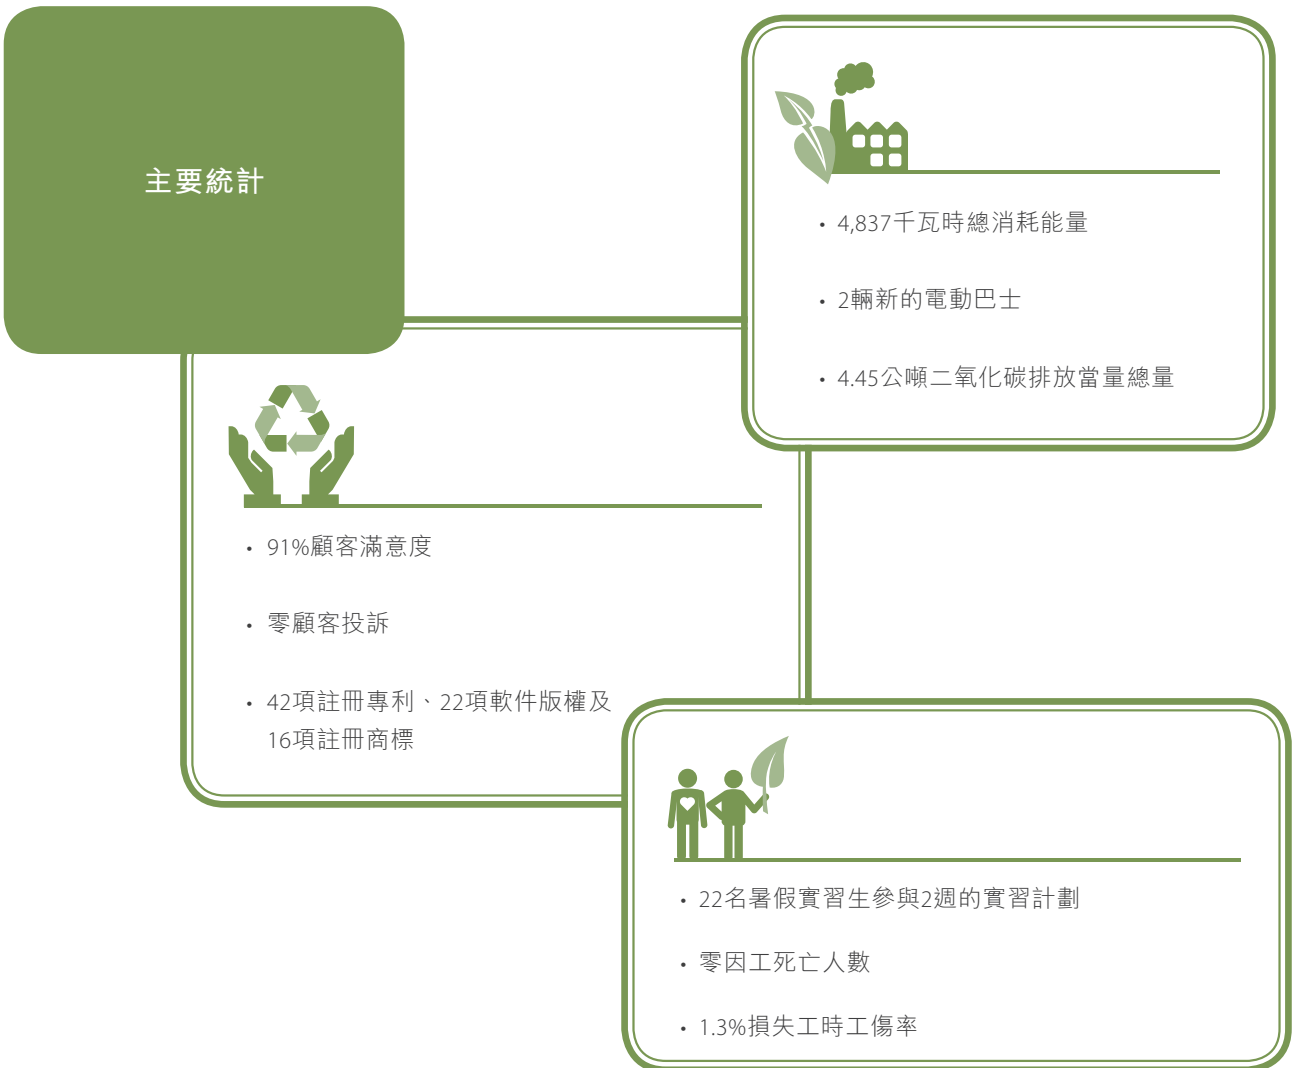 主要統計
• 4,837千瓦時總消耗能量
• 2輛新的電動巴士
• 4.45公噸二氧化碳排放當量總量
• 91%顧客滿意度
• 零顧客投訴
• 42項註冊專利、22項軟件版權及
16項註冊商標
• 22名暑假實習生參與2週的實習計劃
• 零因工死亡人數
• 1.3%損失工時工傷率